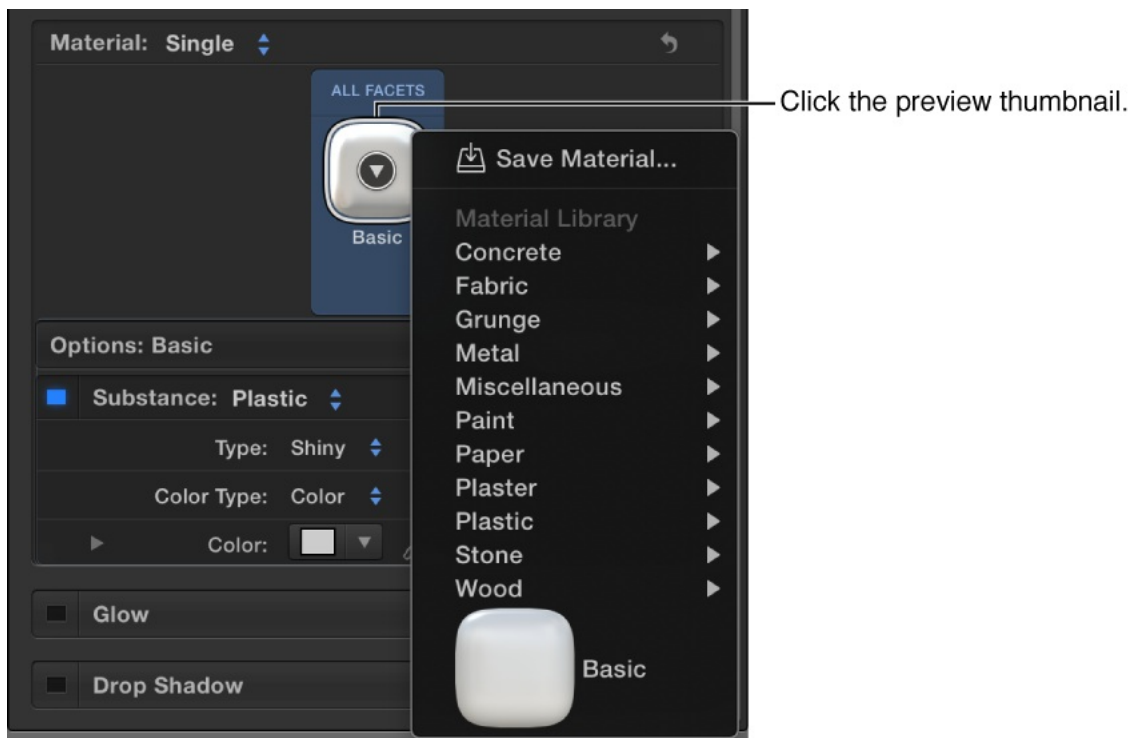 Material: Single
ALL FACETS
Click the preview thumbnail.
Basic
Save Material...
Material Library
Concrete
Fabric
Grunge
Metal
Miscellaneous
Paint
Paper
Plaster
Plastic
Stone
Wood
Basic
Options: Basic
Substance: Plastic
Type: Shiny
Color Type: Color
Color:
Glow
Drop Shadow